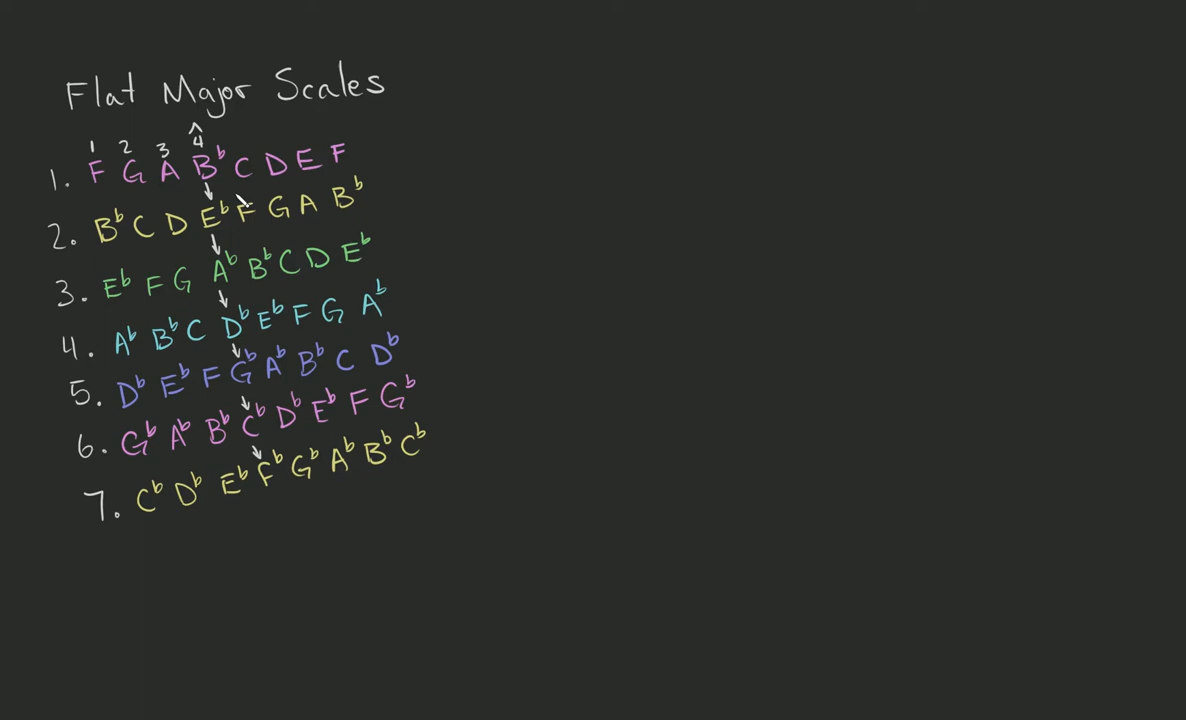 Flat Major Scales
^
1 2 3 4
1. F G A B♭ C D E F
2. B♭ C D E♭ F G A B♭
3. E♭ F G A♭ B♭ C D E♭
4. A♭ B♭ C D♭ E♭ F G A♭
5. D♭ E♭ F G♭ A♭ B♭ C D♭
6. G♭ A♭ B♭ C♭ D♭ E♭ F G♭
7. C♭ D♭ E♭ F♭ G♭ A♭ B♭ C♭